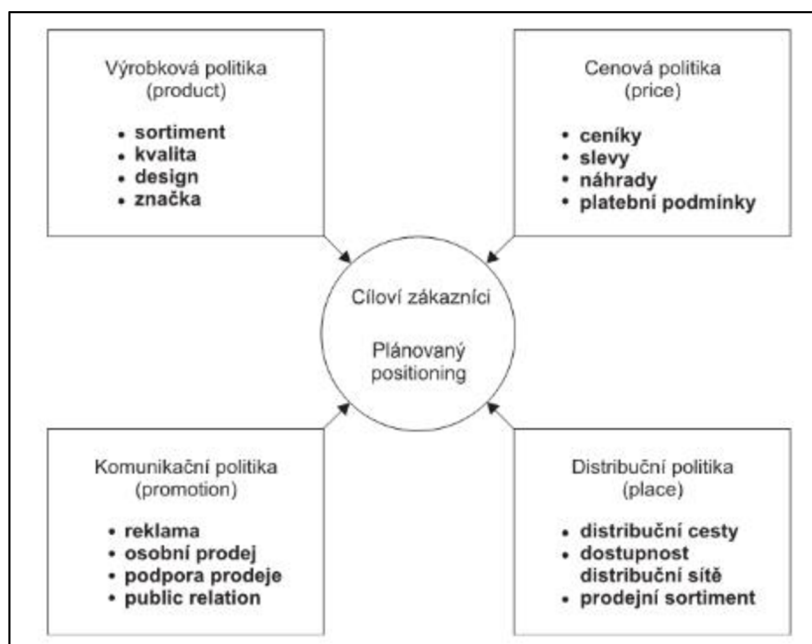 Výrobková politika
(product)
• sortiment
• kvalita
• design
• značka
Cenová politika
(price)
• ceníky
• slevy
• náhrady
• platební podmínky
Cíloví zákazníci
Plánovaný
positioning
Komunikační politika
(promotion)
• reklama
• osobní prodej
• podpora prodeje
• public relation
Distribuční politika
(place)
• distribuční cesty
• dostupnost
distribuční sítě
• prodejní sortiment